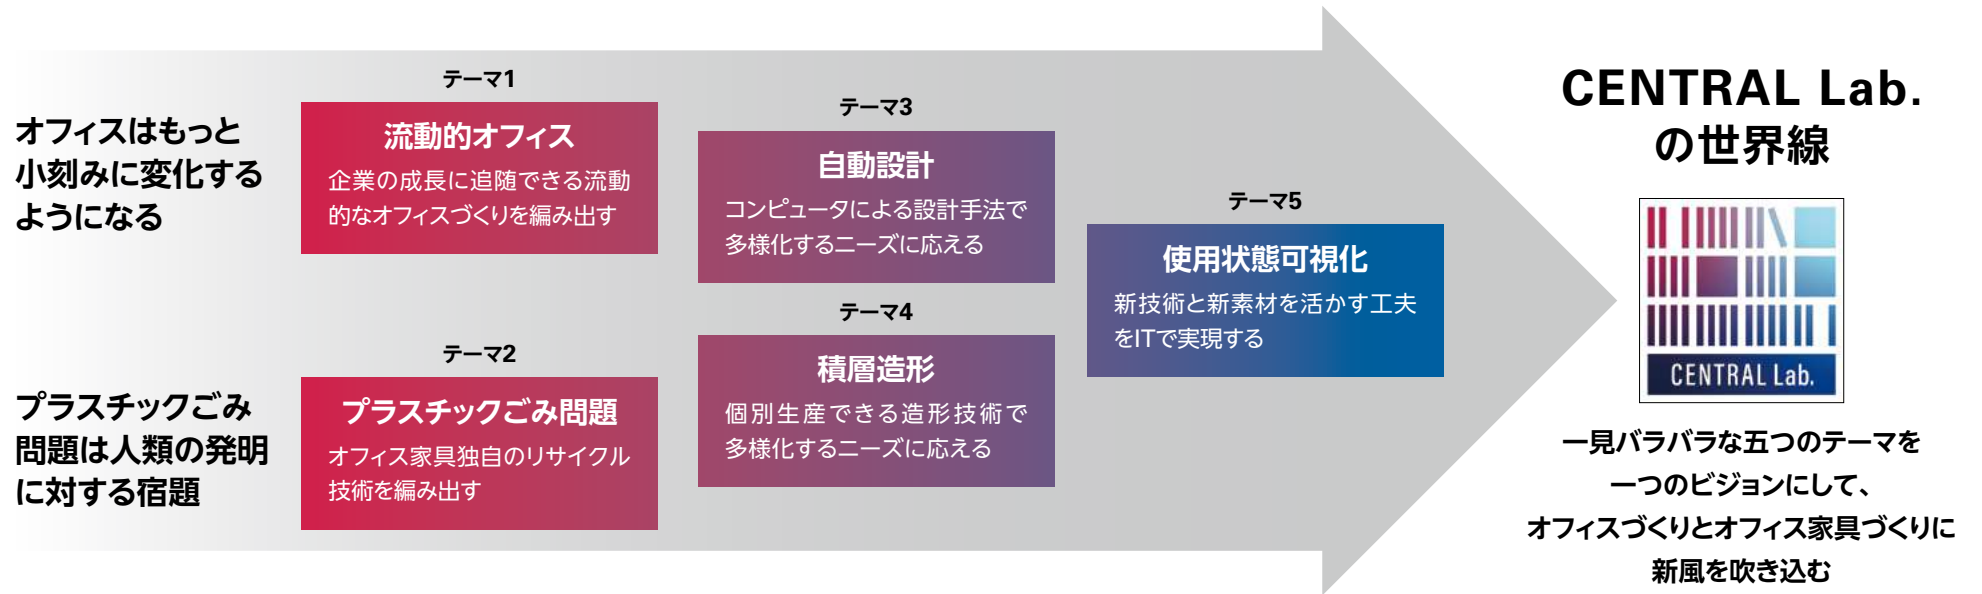 オフィスはもっと
小刻みに変化する
ようになる
プラスチックごみ
問題は人類の発明
に対する宿題
テーマ1
流動的オフィス
企業の成長に追随できる流動
的なオフィスづくりを編み出す
テーマ2
プラスチックごみ問題
オフィス家具独自のリサイクル
技術を編み出す
テーマ3
自動設計
コンピュータによる設計手法で
多様化するニーズに応える
テーマ4
積層造形
個別生産できる造形技術で
多様化するニーズに応える
テーマ5
使用状態可視化
新技術と新素材を活かす工夫
をITで実現する
CENTRAL Lab.
の世界線
CENTRAL Lab.
一見バラバラな五つのテーマを
一つのビジョンにして、
オフィスづくりとオフィス家具づくりに
新風を吹き込む